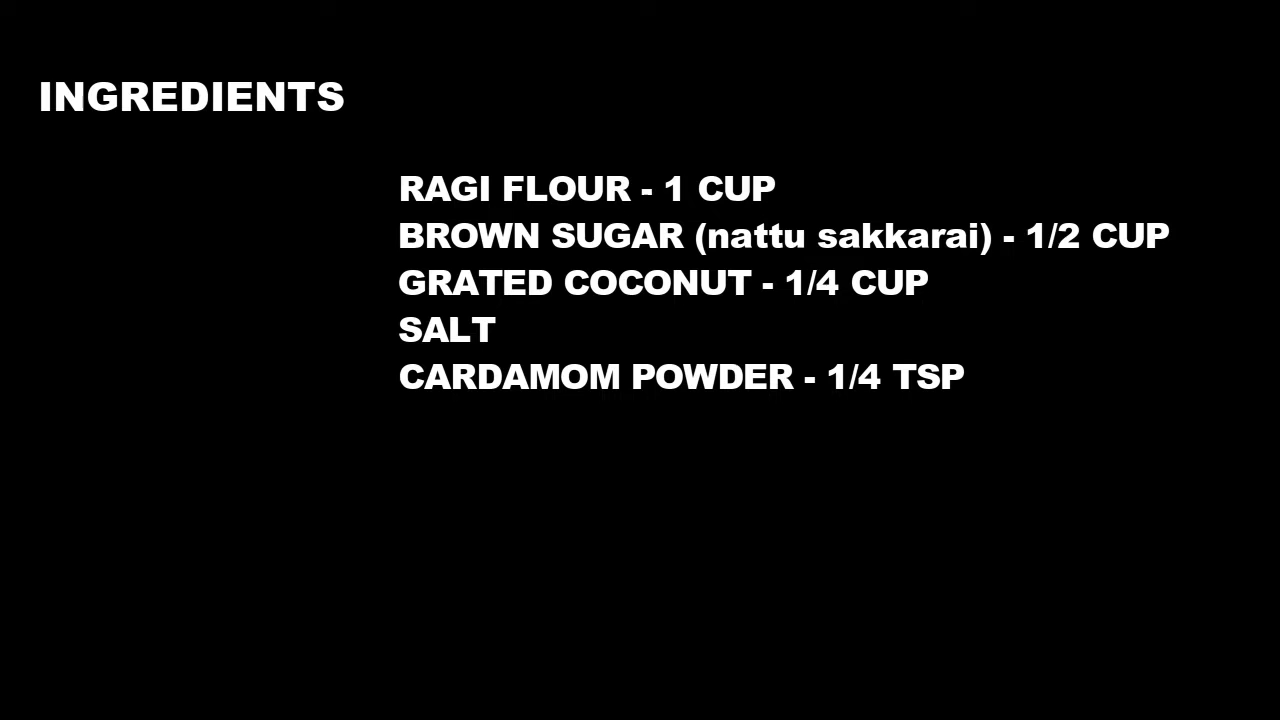 INGREDIENTS
RAGI FLOUR - 1 CUP
BROWN SUGAR (nattu sakkarai) - 1/2 CUP
GRATED COCONUT - 1/4 CUP
SALT
CARDAMOM POWDER - 1/4 TSP